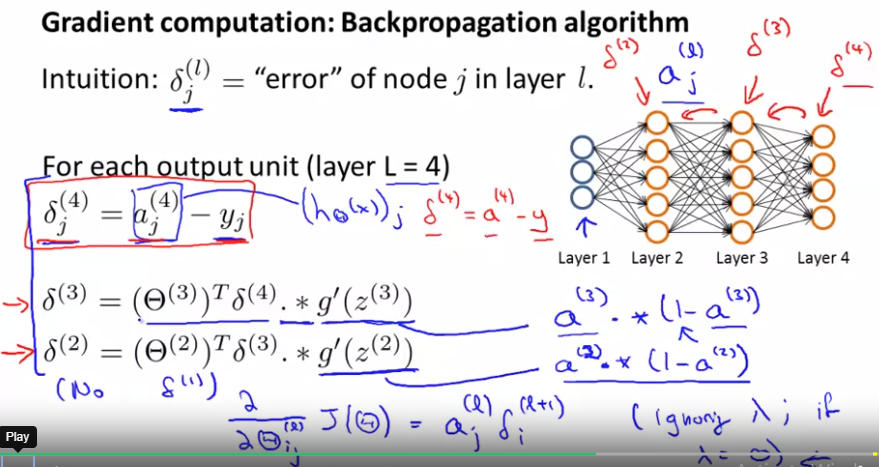 Gradient computation: Backpropagation algorithm
Intuition: δ_j^(l) = “error” of node j in layer l.
δ^(2) a_j^(l) δ^(3) δ^(4)
For each output unit (layer L = 4)
δ_j^(4) = a_j^(4) − y_j (h_Θ(x))_j δ^(4) = a^(4) - y
Layer 1 Layer 2 Layer 3 Layer 4
δ^(3) = (Θ^(3))^T δ^(4) .* g′(z^(3)) a^(3) .* (1-a^(3))
δ^(2) = (Θ^(2))^T δ^(3) .* g′(z^(2)) a^(2) .* (1-a^(2))
(No δ^(1))
∂/∂Θ_ij^(l) J(Θ) = a_j^(l) δ_i^(l+1) (Ignoring λ; if
λ = 0)
Play